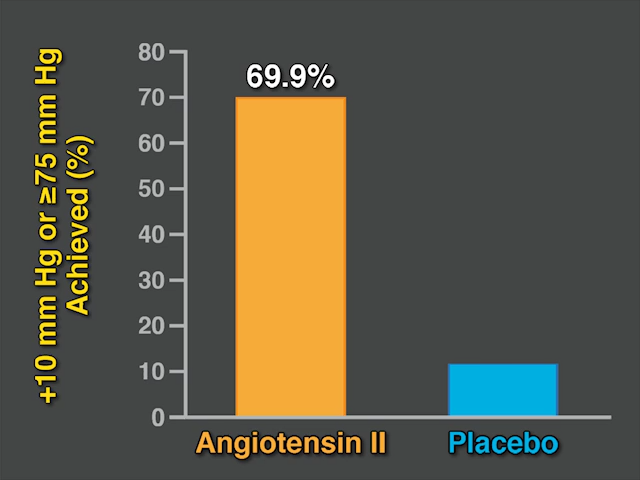 +10 mm Hg or ≥75 mm Hg
Achieved (%)
80
69.9%
70
60
50
40
30
20
10
0
Angiotensin II
Placebo